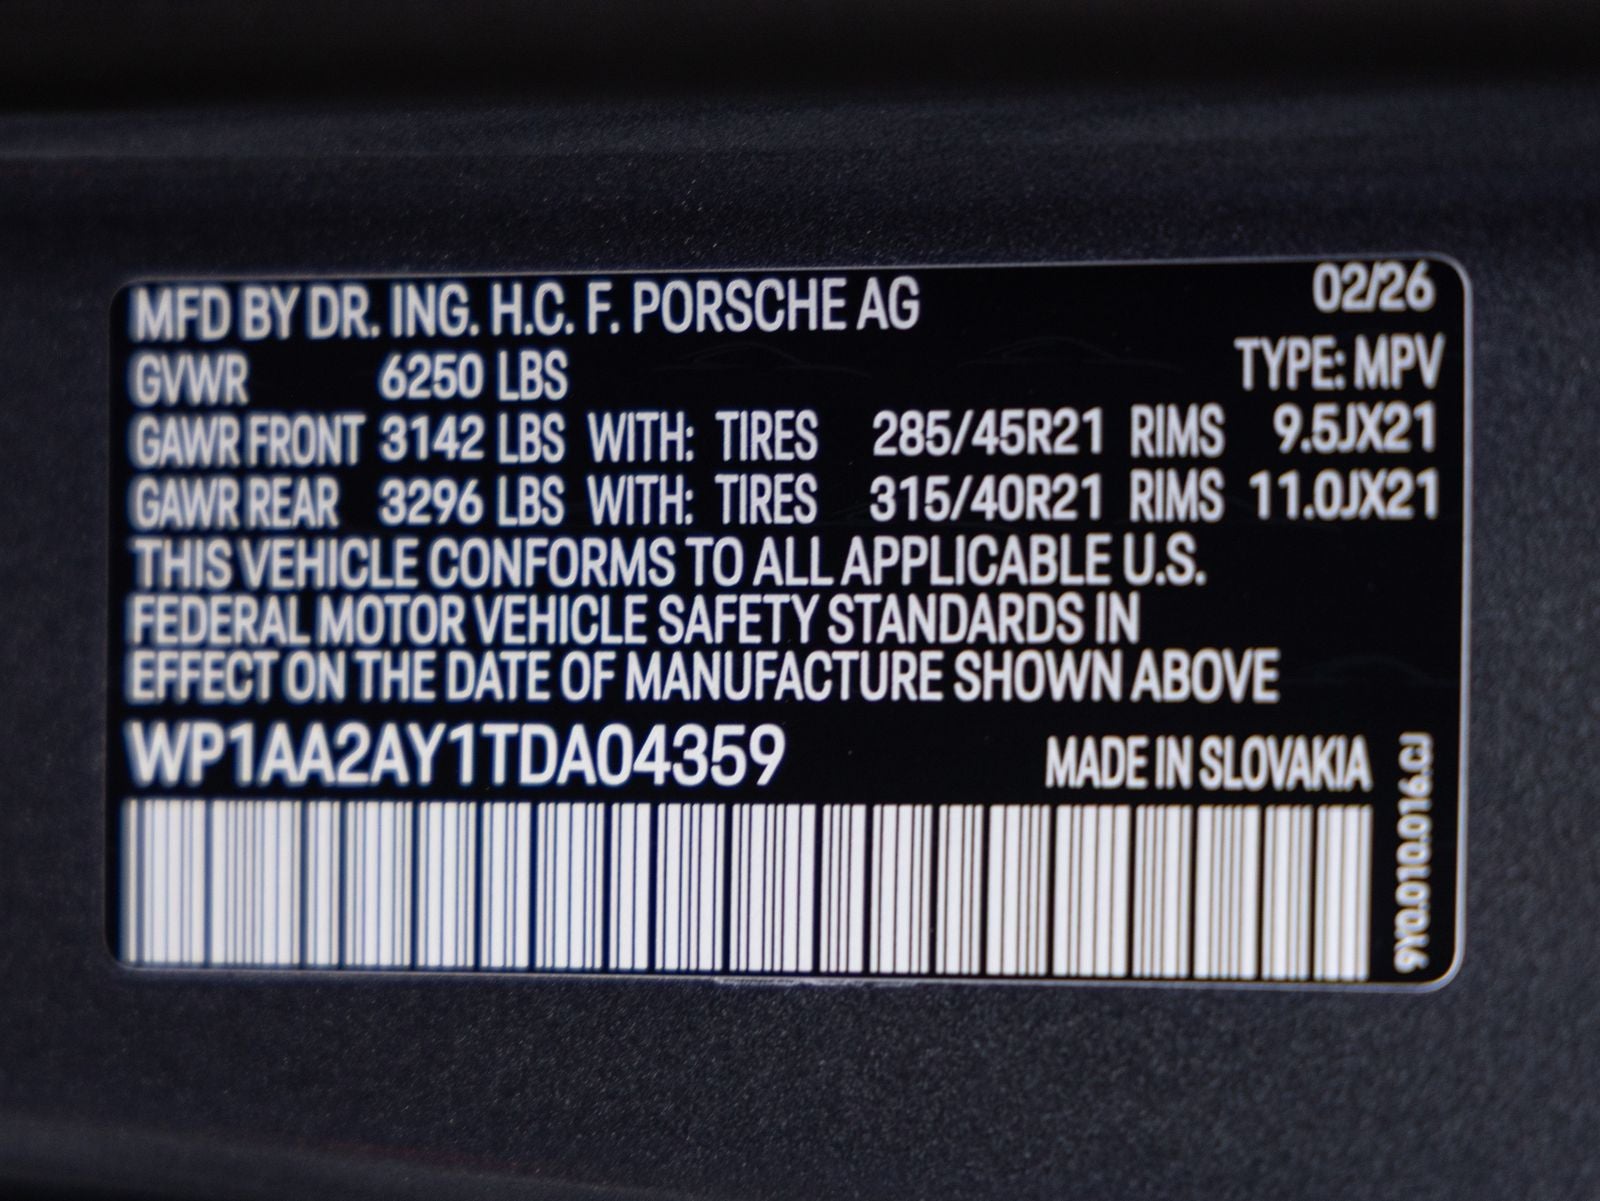 MFD BY DR. ING. H.C. F. PORSCHE AG 02/26
GVWR 6250 LBS TYPE: MPV
GAWR FRONT 3142 LBS WITH: TIRES 285/45R21 RIMS 9.5JX21
GAWR REAR 3296 LBS WITH: TIRES 315/40R21 RIMS 11.0JX21
THIS VEHICLE CONFORMS TO ALL APPLICABLE U.S.
FEDERAL MOTOR VEHICLE SAFETY STANDARDS IN
EFFECT ON THE DATE OF MANUFACTURE SHOWN ABOVE
WP1AA2AY1TDA04359 MADE IN SLOVAKIA
9Y0.010.016.CJ